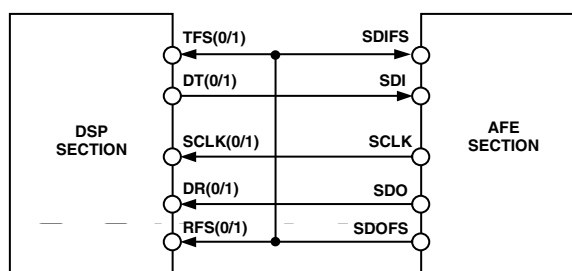 TFS(0/1) SDIFS
DT(0/1) SDI
DSP
SECTION
AFE
SECTION
SCLK(0/1) SCLK
DR(0/1) SDO
RFS(0/1) SDOFS